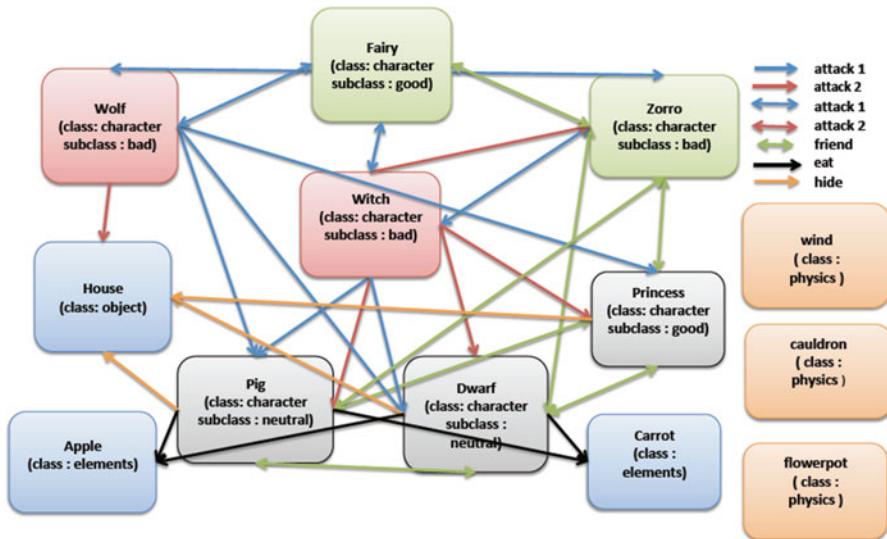 Fairy
(class: character
subclass : good)
Wolf
(class: character
subclass : bad)
Zorro
(class: character
subclass : bad)
Witch
(class: character
subclass : bad)
House
(class: object)
Princess
(class: character
subclass : good)
Pig
(class: character
subclass : neutral)
Dwarf
(class: character
subclass :
neutral)
Apple
(class : elements)
Carrot
(class :
elements)
attack 1
attack 2
attack 1
attack 2
friend
eat
hide
wind
( class :
physics )
cauldron
( class :
physics )
flowerpot
( class :
physics )